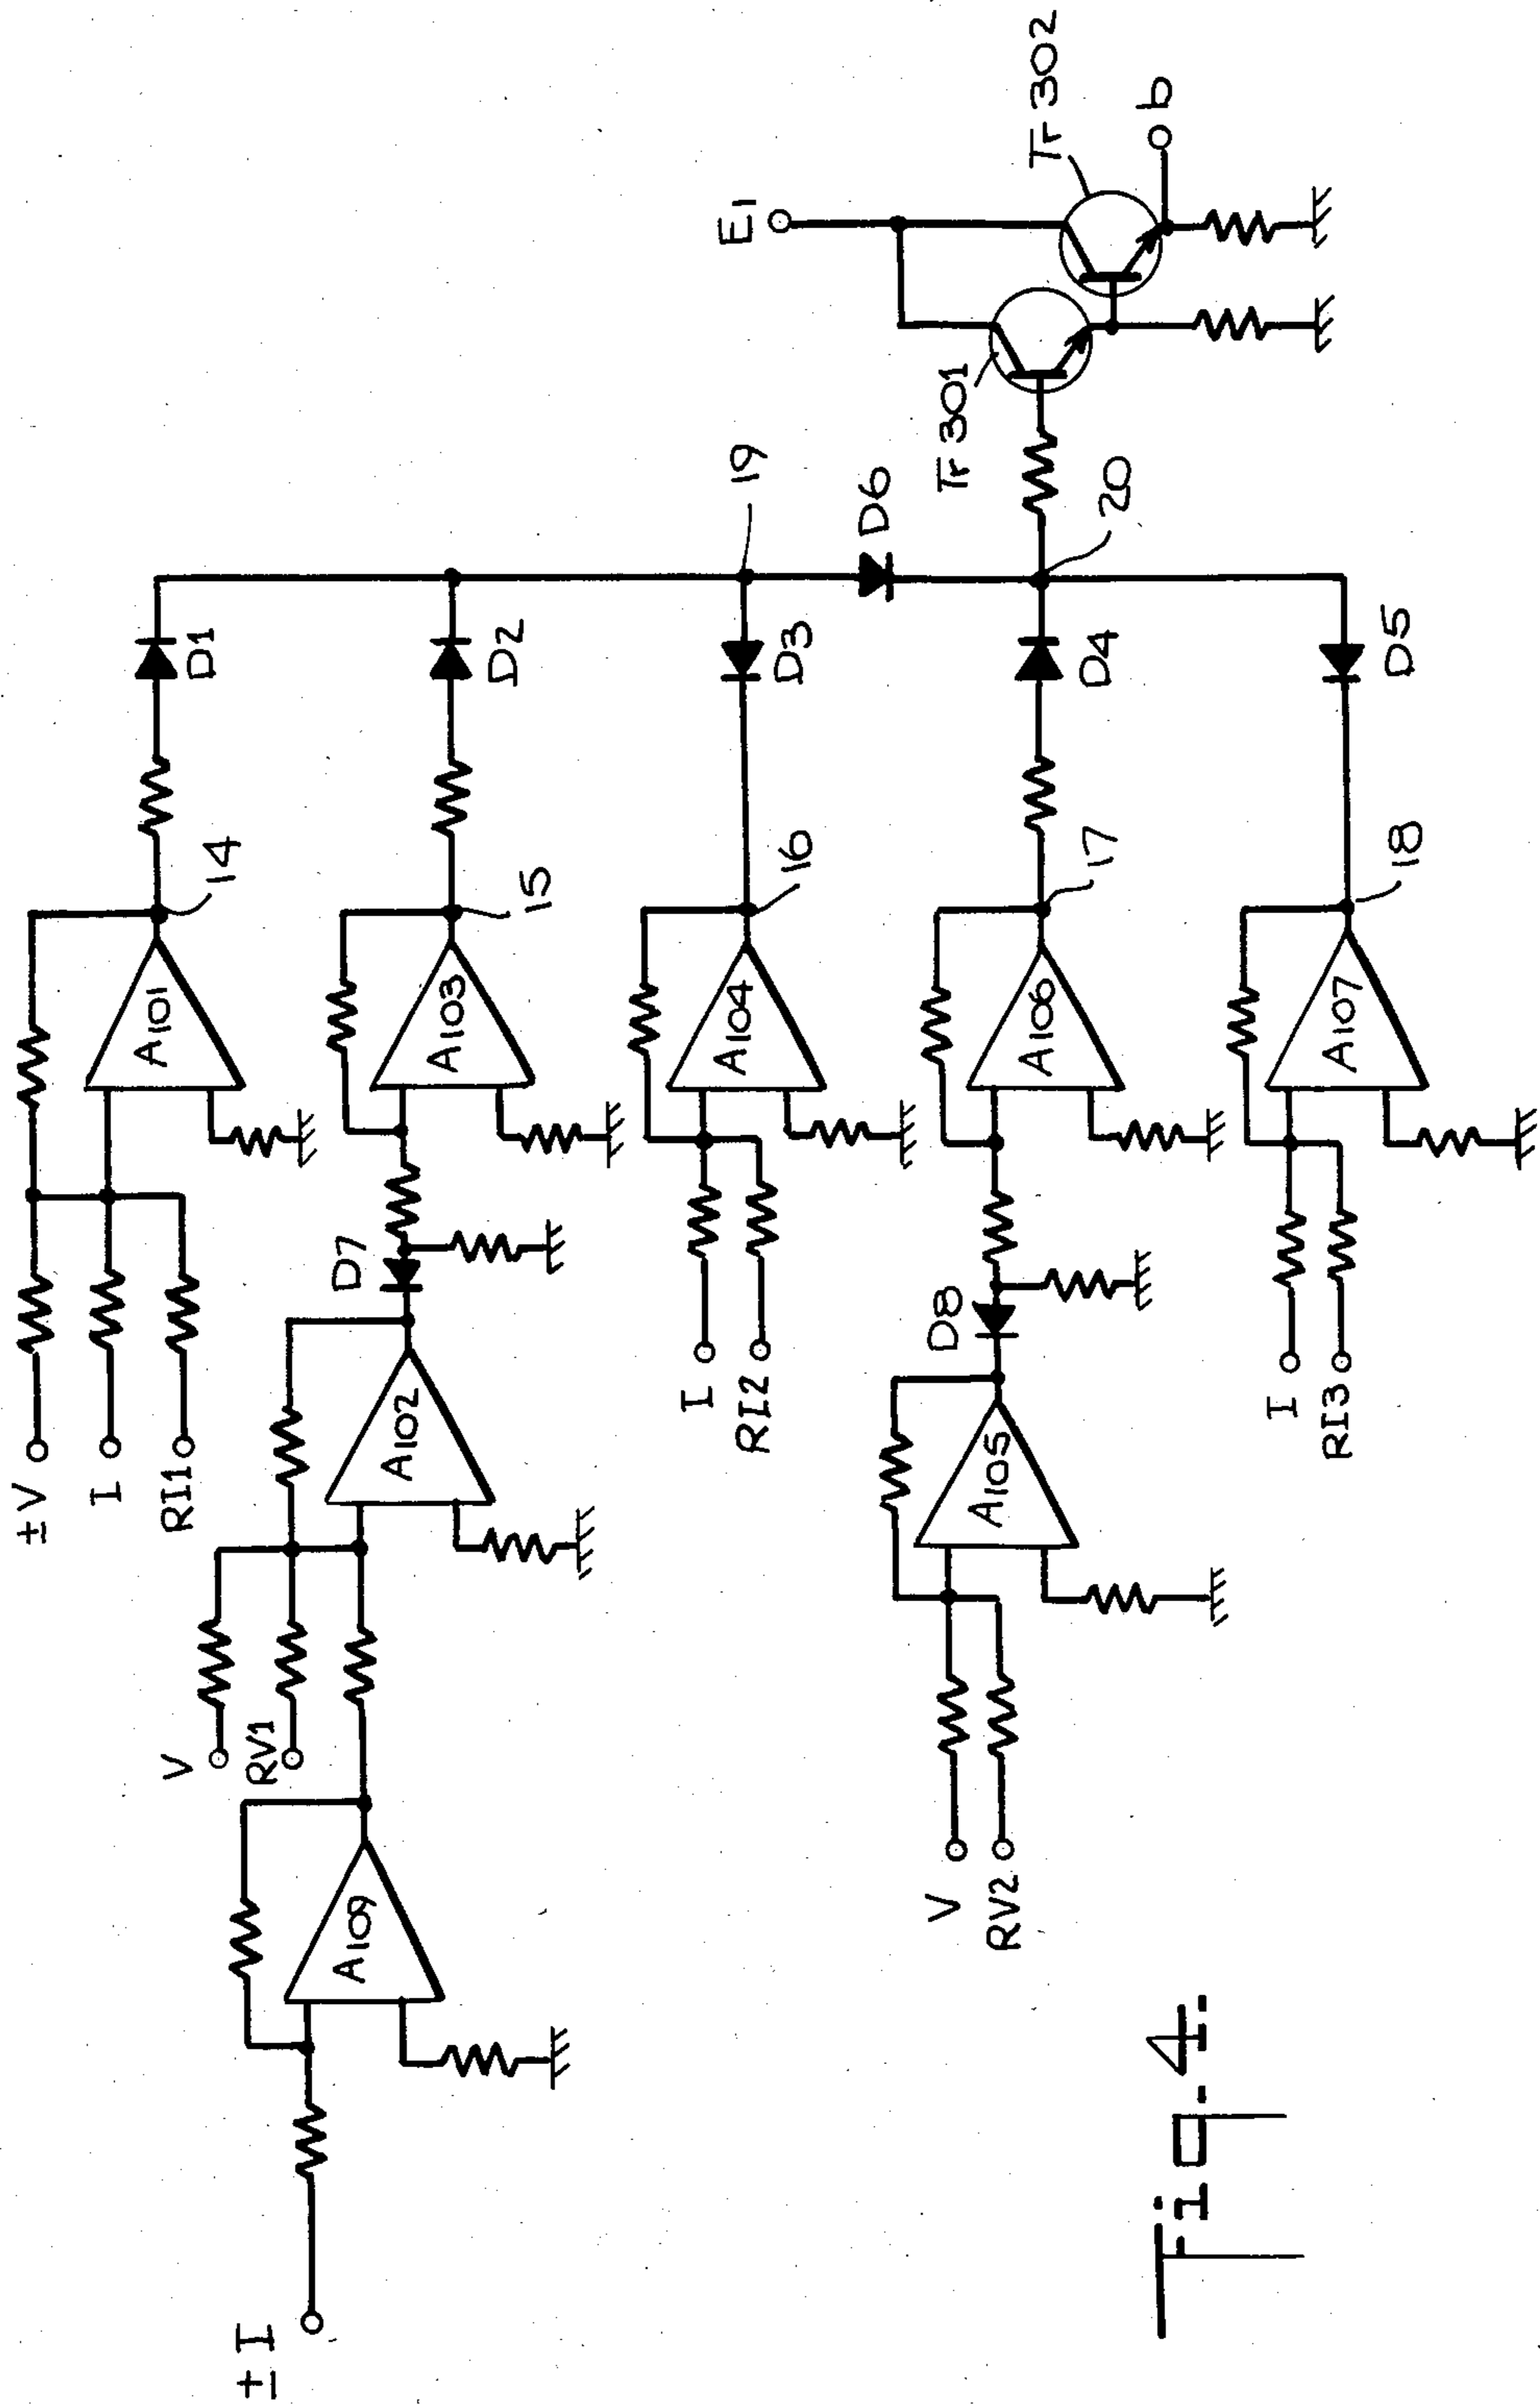 ± V
I
RI1
A101
14
D1
± I
A109
V
RV1
A102
D7
A103
15
D2
I
RI2
A104
16
D3
19
D6
E1
Tr 301
Tr 302
b
20
V
RV2
A105
D8
A106
17
D4
I
RI3
A107
18
D5
Fig. 4.